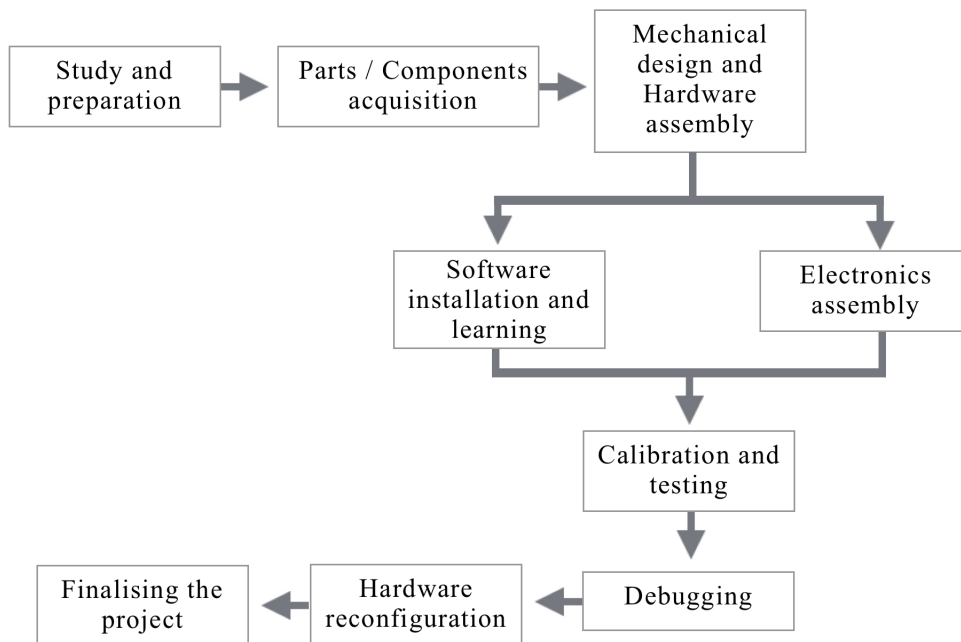 Study and
preparation
Parts / Components
acquisition
Mechanical
design and
Hardware
assembly
Software
installation and
learning
Electronics
assembly
Calibration and
testing
Debugging
Hardware
reconfiguration
Finalising the
project